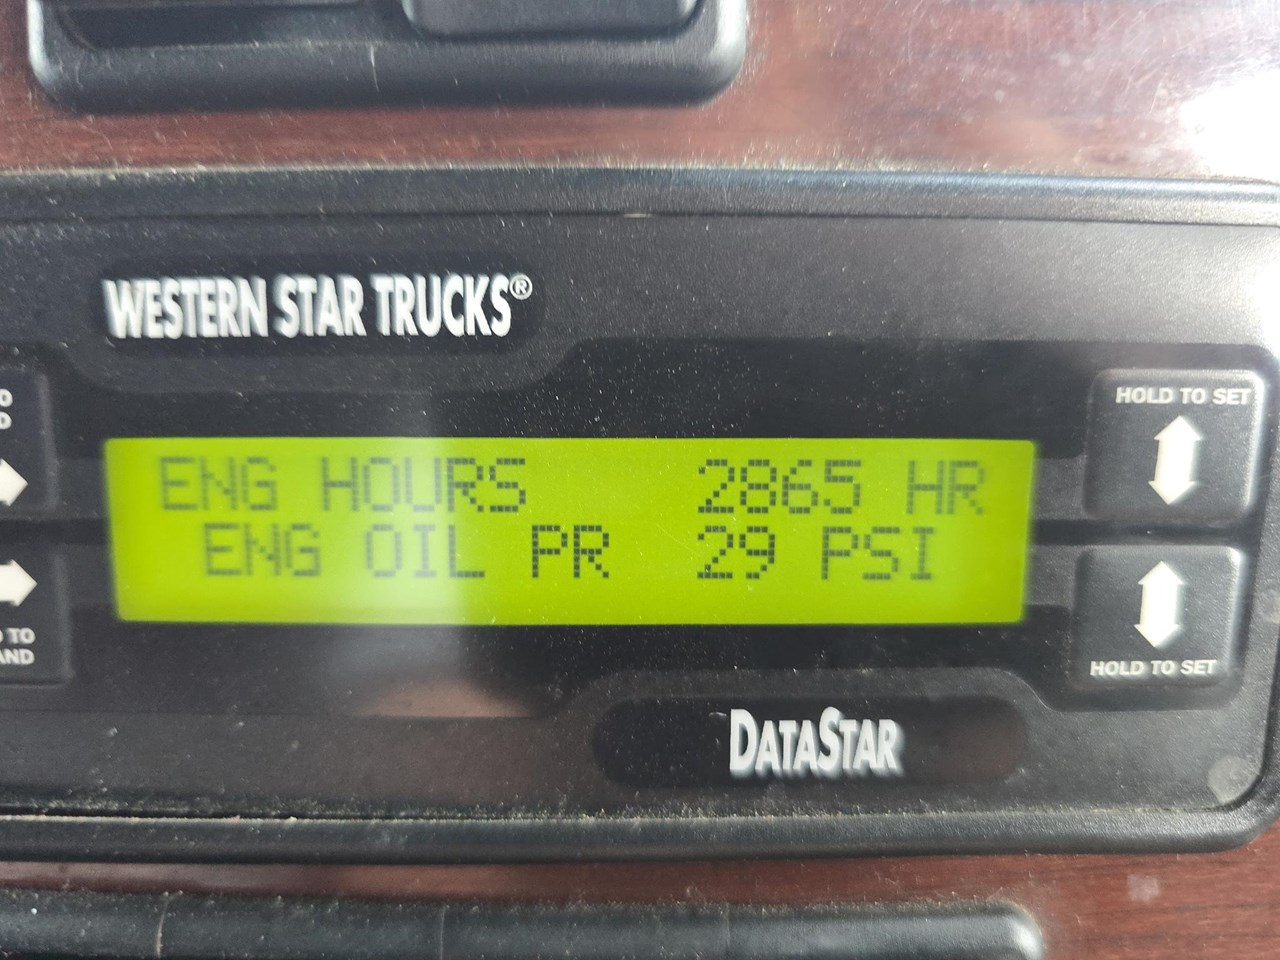 WESTERN STAR TRUCKS®
HOLD TO SET
ENG HOURS 2865 HR
ENG OIL PR 29 PSI
TO
HOLD TO SET
DATASTAR